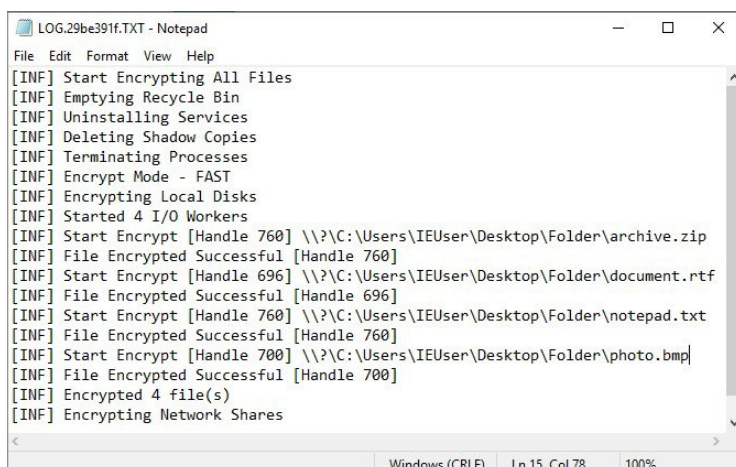 LOG.29be391f.TXT - Notepad
File Edit Format View Help
[INF] Start Encrypting All Files
[INF] Emptying Recycle Bin
[INF] Uninstalling Services
[INF] Deleting Shadow Copies
[INF] Terminating Processes
[INF] Encrypt Mode - FAST
[INF] Encrypting Local Disks
[INF] Started 4 I/O Workers
[INF] Start Encrypt [Handle 760] \\?\C:\Users\IEUser\Desktop\Folder\archive.zip
[INF] File Encrypted Successful [Handle 760]
[INF] Start Encrypt [Handle 696] \\?\C:\Users\IEUser\Desktop\Folder\document.rtf
[INF] File Encrypted Successful [Handle 696]
[INF] Start Encrypt [Handle 760] \\?\C:\Users\IEUser\Desktop\Folder\notepad.txt
[INF] File Encrypted Successful [Handle 760]
[INF] Start Encrypt [Handle 700] \\?\C:\Users\IEUser\Desktop\Folder\photo.bmp
[INF] File Encrypted Successful [Handle 700]
[INF] Encrypted 4 file(s)
[INF] Encrypting Network Shares
Windows (CRLF) Ln 15, Col 78 100%